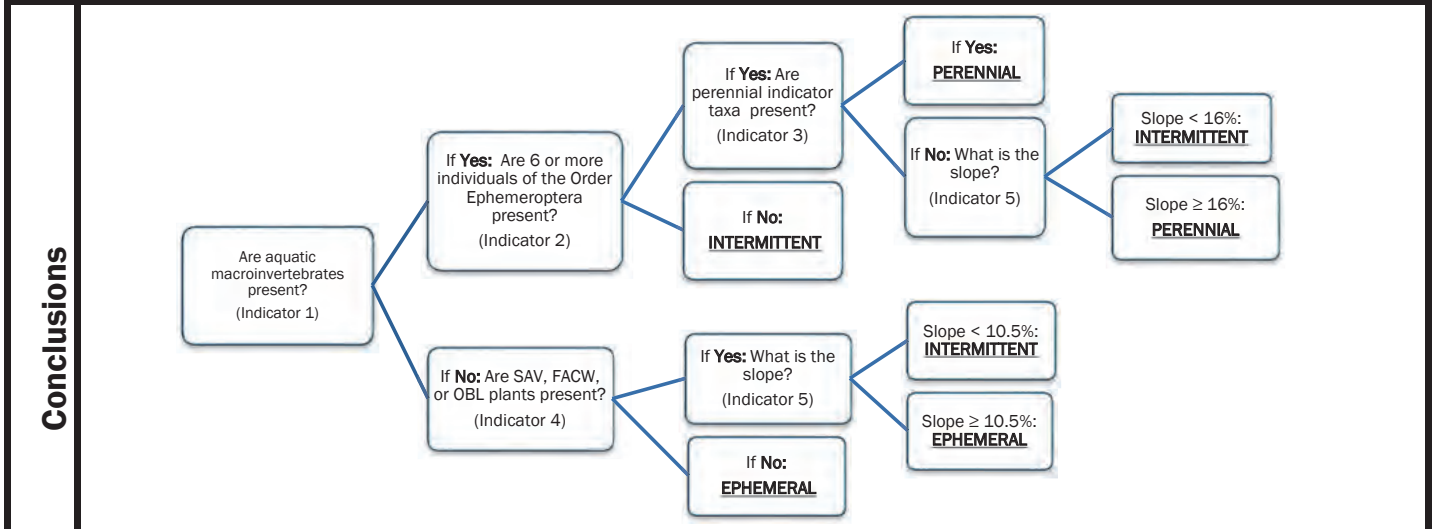 Conclusions
Are aquatic
macroinvertebrates
present?
(Indicator 1)
If Yes: Are 6 or more
individuals of the Order
Ephemeroptera
present?
(Indicator 2)
If Yes: Are
perennial indicator
taxa present?
(Indicator 3)
If Yes:
PERENNIAL
If No: What is the
slope?
(Indicator 5)
Slope < 16%:
INTERMITTENT
Slope ≥ 16%:
PERENNIAL
If No:
INTERMITTENT
If No: Are SAV, FACW,
or OBL plants present?
(Indicator 4)
If Yes: What is the
slope?
(Indicator 5)
Slope < 10.5%:
INTERMITTENT
Slope ≥ 10.5%:
EPHEMERAL
If No:
EPHEMERAL